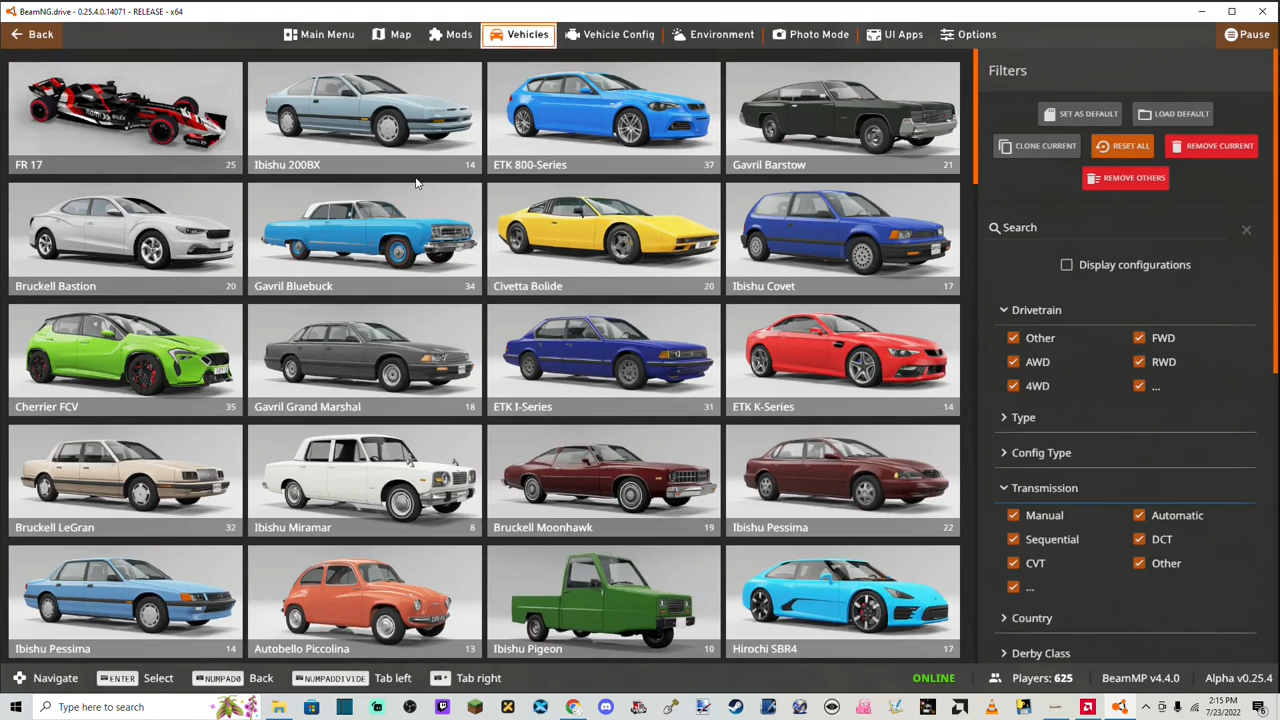 BeamNG.drive - 0.25.4.0.14071 - RELEASE - x64
Back
Main Menu
Map
Mods
Vehicles
Vehicle Config
Environment
Photo Mode
UI Apps
Options
Pause
FR 17 25
Ibishu 200BX 14
ETK 800-Series 37
Gavril Barstow 21
Bruckell Bastion 20
Gavril Bluebuck 34
Civetta Bolide 20
Ibishu Covet 17
Cherrier FCV 35
Gavril Grand Marshal 18
ETK I-Series 31
ETK K-Series 14
Bruckell LeGran 32
Ibishu Miramar 8
Bruckell Moonhawk 19
Ibishu Pessima 22
Ibishu Pessima 14
Autobello Piccolina 13
Ibishu Pigeon 10
Hirochi SBR4 17
Filters
SET AS DEFAULT
LOAD DEFAULT
CLONE CURRENT
RESET ALL
REMOVE CURRENT
REMOVE OTHERS
Search
Display configurations
Drivetrain
Other
FWD
AWD
RWD
4WD
...
Type
Config Type
Transmission
Manual
Automatic
Sequential
DCT
CVT
Other
...
Country
Derby Class
Navigate
ENTER Select
NUMPAD0 Back
NUMPADDIVIDE Tab left
Tab right
ONLINE
Players: 625
BeamMP v4.4.0
Alpha v0.25.4
Type here to search
2:15 PM
7/23/2022